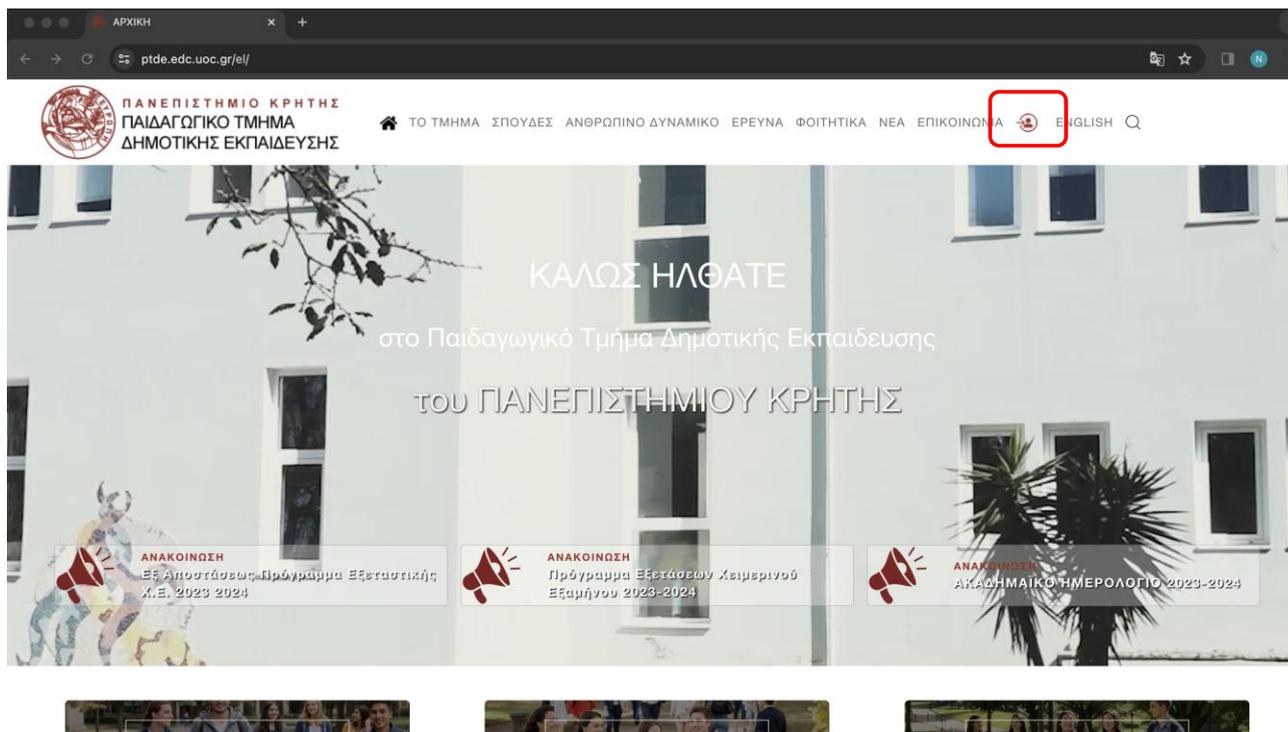 ΑΡΧΙΚΗ
ptde.edc.uoc.gr/el/
N
ΠΑΝΕΠΙΣΤΗΜΙΟ ΚΡΗΤΗΣ
ΠΑΙΔΑΓΩΓΙΚΟ ΤΜΗΜΑ
ΔΗΜΟΤΙΚΗΣ ΕΚΠΑΙΔΕΥΣΗΣ
ΤΟ ΤΜΗΜΑ ΣΠΟΥΔΕΣ ΑΝΘΡΩΠΙΝΟ ΔΥΝΑΜΙΚΟ ΕΡΕΥΝΑ ΦΟΙΤΗΤΙΚΑ ΝΕΑ ΕΠΙΚΟΙΝΩΝΙΑ ENGLISH
ΚΑΛΩΣ ΗΛΘΑΤΕ
στο Παιδαγωγικό Τμήμα Δημοτικής Εκπαιδευσης
του ΠΑΝΕΠΙΣΤΗΜΙΟΥ ΚΡΗΤΗΣ
ΑΝΑΚΟΙΝΩΣΗ
Εξ Αποστάσεως Πρόγραμμα Εξεταστικής
Χ.Ε. 2023 2024
ΑΝΑΚΟΙΝΩΣΗ
Πρόγραμμα Εξετάσεων Χειμερινού
Εξαμήνου 2023-2024
ΑΝΑΚΟΙΝΩΣΗ
ΑΚΑΔΗΜΑΪΚΟ ΗΜΕΡΟΛΟΓΙΟ 2023-2024